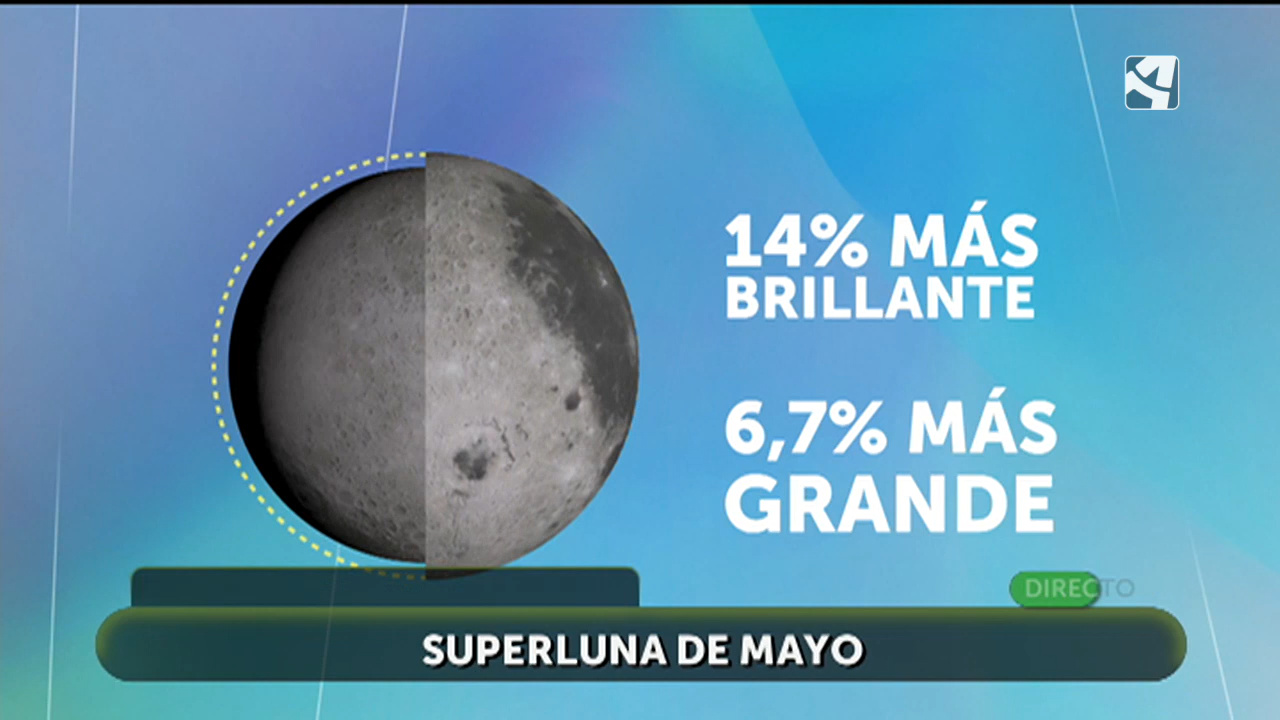 14% MÁS
BRILLANTE
6,7% MÁS
GRANDE
DIRECTO
SUPERLUNA DE MAYO